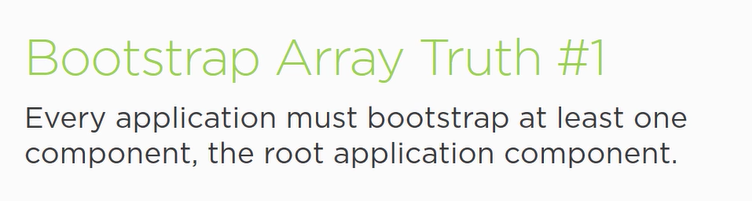 Bootstrap Array Truth #1
Every application must bootstrap at least one
component, the root application component.